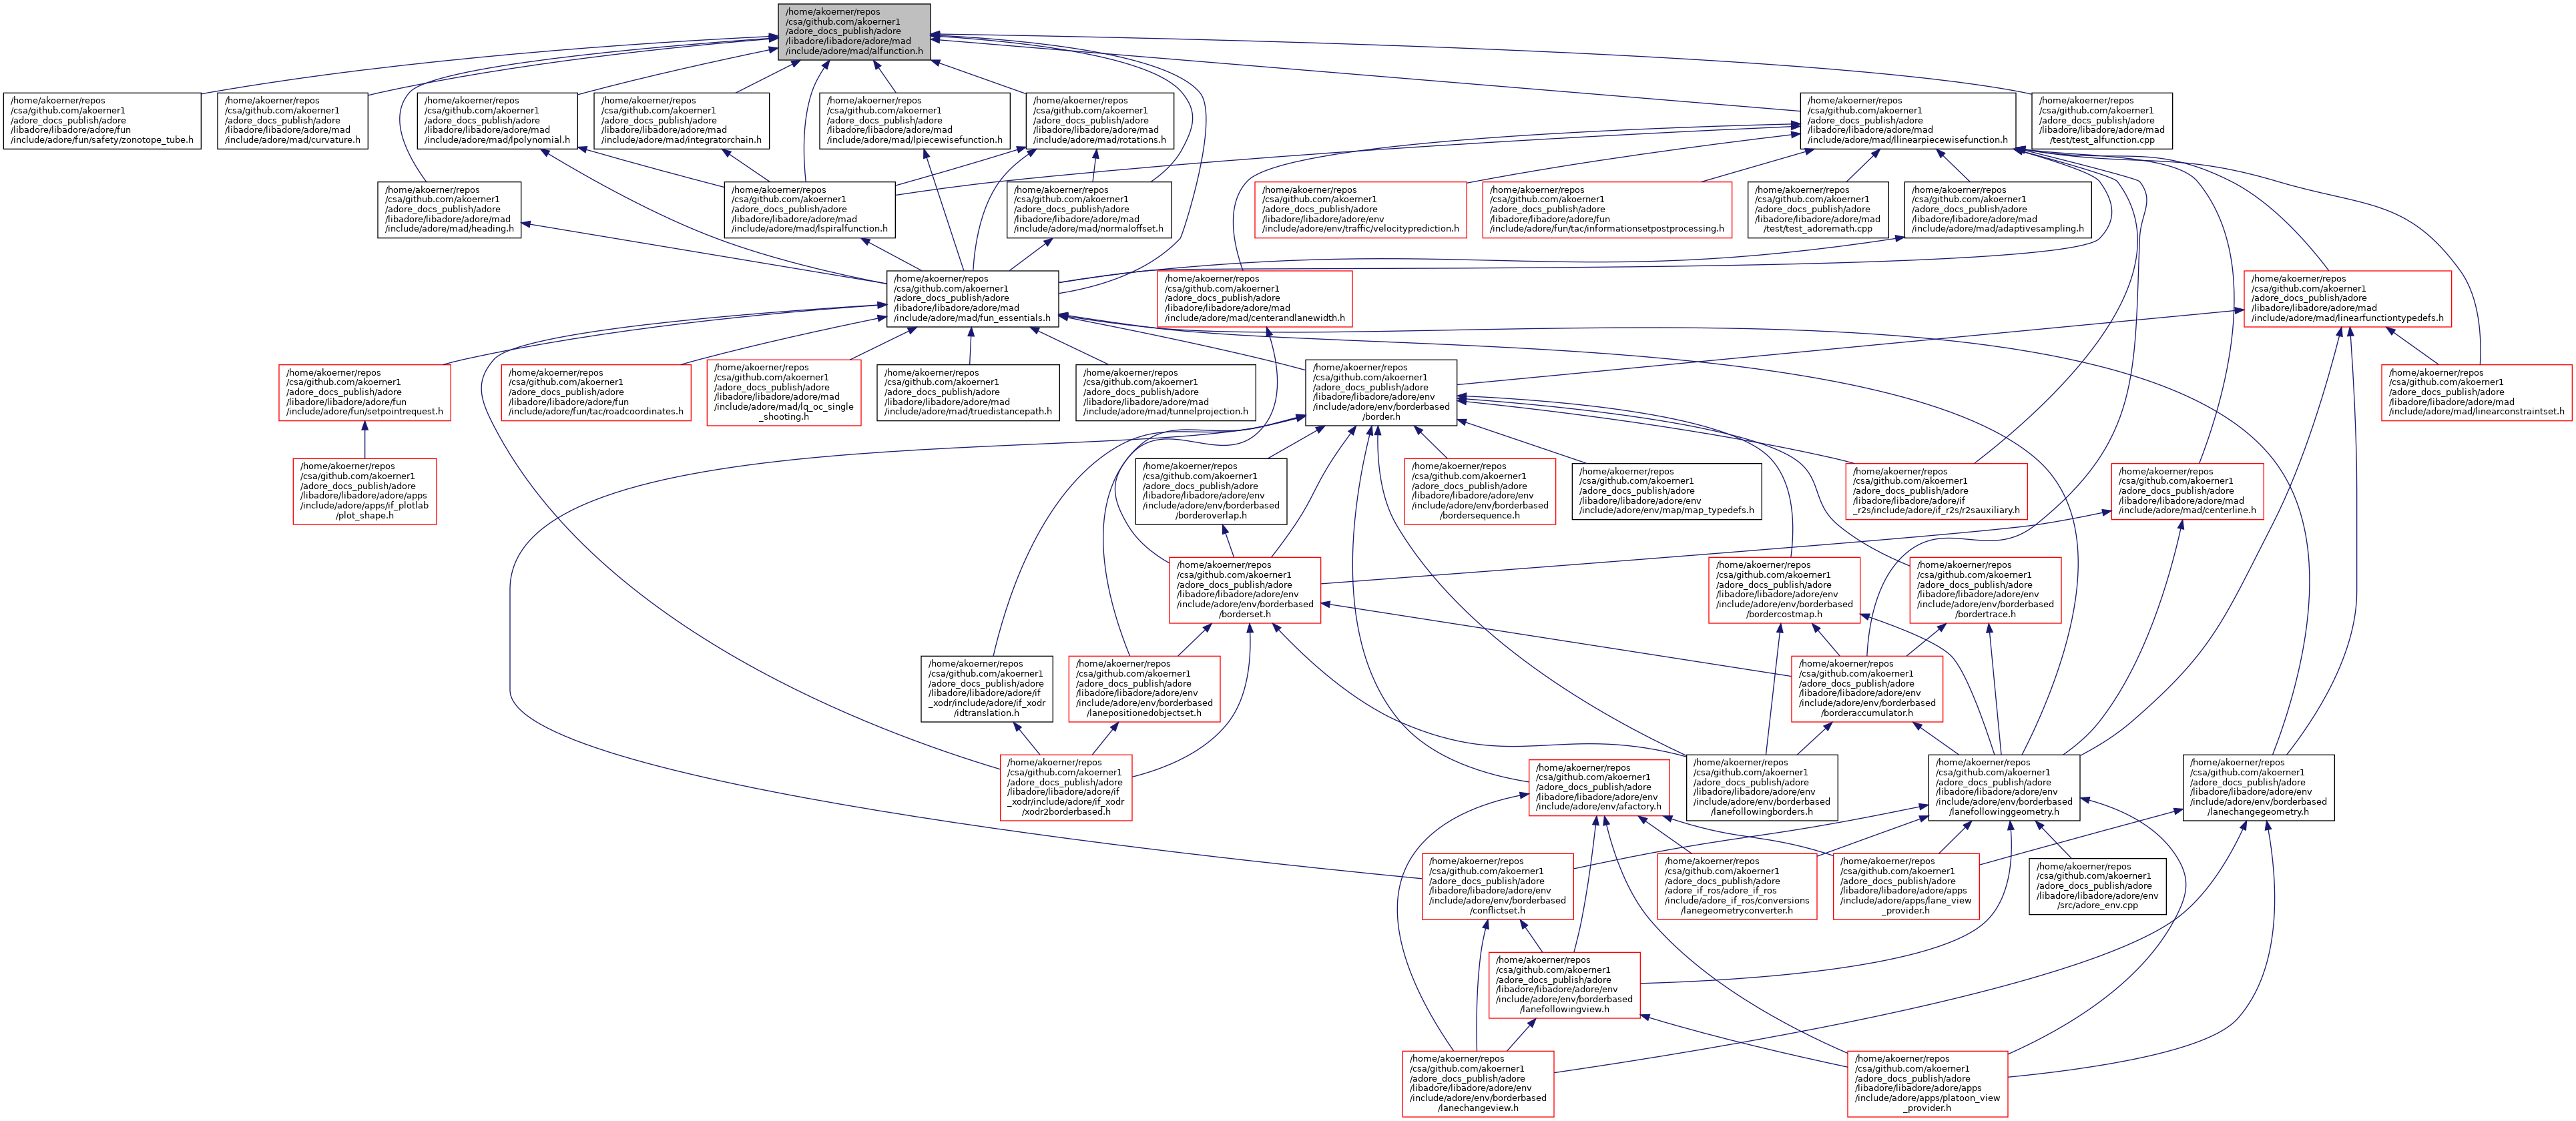 /home/akoerner/repos
/csa/github.com/akoerner1
/adore_docs_publish/adore
/libadore/libadore/adore/mad
/include/adore/mad/alfunction.h
/home/akoerner/repos
/csa/github.com/akoerner1
/adore_docs_publish/adore
/libadore/libadore/adore/fun
/include/adore/fun/safety/zonotope_tube.h
/home/akoerner/repos
/csa/github.com/akoerner1
/adore_docs_publish/adore
/libadore/libadore/adore/mad
/include/adore/mad/curvature.h
/home/akoerner/repos
/csa/github.com/akoerner1
/adore_docs_publish/adore
/libadore/libadore/adore/mad
/include/adore/mad/lpolynomial.h
/home/akoerner/repos
/csa/github.com/akoerner1
/adore_docs_publish/adore
/libadore/libadore/adore/mad
/include/adore/mad/integratorchain.h
/home/akoerner/repos
/csa/github.com/akoerner1
/adore_docs_publish/adore
/libadore/libadore/adore/mad
/include/adore/mad/lpiecewisefunction.h
/home/akoerner/repos
/csa/github.com/akoerner1
/adore_docs_publish/adore
/libadore/libadore/adore/mad
/include/adore/mad/rotations.h
/home/akoerner/repos
/csa/github.com/akoerner1
/adore_docs_publish/adore
/libadore/libadore/adore/mad
/include/adore/mad/llinearpiecewisefunction.h
/home/akoerner/repos
/csa/github.com/akoerner1
/adore_docs_publish/adore
/libadore/libadore/adore/mad
/test/test_alfunction.cpp
/home/akoerner/repos
/csa/github.com/akoerner1
/adore_docs_publish/adore
/libadore/libadore/adore/mad
/include/adore/mad/heading.h
/home/akoerner/repos
/csa/github.com/akoerner1
/adore_docs_publish/adore
/libadore/libadore/adore/mad
/include/adore/mad/lspiralfunction.h
/home/akoerner/repos
/csa/github.com/akoerner1
/adore_docs_publish/adore
/libadore/libadore/adore/mad
/include/adore/mad/normaloffset.h
/home/akoerner/repos
/csa/github.com/akoerner1
/adore_docs_publish/adore
/libadore/libadore/adore/env
/include/adore/env/traffic/velocityprediction.h
/home/akoerner/repos
/csa/github.com/akoerner1
/adore_docs_publish/adore
/libadore/libadore/adore/fun
/include/adore/fun/tac/informationsetpostprocessing.h
/home/akoerner/repos
/csa/github.com/akoerner1
/adore_docs_publish/adore
/libadore/libadore/adore/mad
/test/test_adoremath.cpp
/home/akoerner/repos
/csa/github.com/akoerner1
/adore_docs_publish/adore
/libadore/libadore/adore/mad
/include/adore/mad/adaptivesampling.h
/home/akoerner/repos
/csa/github.com/akoerner1
/adore_docs_publish/adore
/libadore/libadore/adore/mad
/include/adore/mad/fun_essentials.h
/home/akoerner/repos
/csa/github.com/akoerner1
/adore_docs_publish/adore
/libadore/libadore/adore/mad
/include/adore/mad/centerandlanewidth.h
/home/akoerner/repos
/csa/github.com/akoerner1
/adore_docs_publish/adore
/libadore/libadore/adore/mad
/include/adore/mad/linearfunctiontypedefs.h
/home/akoerner/repos
/csa/github.com/akoerner1
/adore_docs_publish/adore
/libadore/libadore/adore/fun
/include/adore/fun/setpointrequest.h
/home/akoerner/repos
/csa/github.com/akoerner1
/adore_docs_publish/adore
/libadore/libadore/adore/fun
/include/adore/fun/tac/roadcoordinates.h
/home/akoerner/repos
/csa/github.com/akoerner1
/adore_docs_publish/adore
/libadore/libadore/adore/mad
/include/adore/mad/lq_oc_single
_shooting.h
/home/akoerner/repos
/csa/github.com/akoerner1
/adore_docs_publish/adore
/libadore/libadore/adore/mad
/include/adore/mad/truedistancepath.h
/home/akoerner/repos
/csa/github.com/akoerner1
/adore_docs_publish/adore
/libadore/libadore/adore/mad
/include/adore/mad/tunnelprojection.h
/home/akoerner/repos
/csa/github.com/akoerner1
/adore_docs_publish/adore
/libadore/libadore/adore/env
/include/adore/env/borderbased
/border.h
/home/akoerner/repos
/csa/github.com/akoerner1
/adore_docs_publish/adore
/libadore/libadore/adore/mad
/include/adore/mad/linearconstraintset.h
/home/akoerner/repos
/csa/github.com/akoerner1
/adore_docs_publish/adore
/libadore/libadore/adore/apps
/include/adore/apps/if_plotlab
/plot_shape.h
/home/akoerner/repos
/csa/github.com/akoerner1
/adore_docs_publish/adore
/libadore/libadore/adore/env
/include/adore/env/borderbased
/borderoverlap.h
/home/akoerner/repos
/csa/github.com/akoerner1
/adore_docs_publish/adore
/libadore/libadore/adore/env
/include/adore/env/borderbased
/bordersequence.h
/home/akoerner/repos
/csa/github.com/akoerner1
/adore_docs_publish/adore
/libadore/libadore/adore/env
/include/adore/env/map/map_typedefs.h
/home/akoerner/repos
/csa/github.com/akoerner1
/adore_docs_publish/adore
/libadore/libadore/adore/if
_r2s/include/adore/if_r2s/r2sauxiliary.h
/home/akoerner/repos
/csa/github.com/akoerner1
/adore_docs_publish/adore
/libadore/libadore/adore/mad
/include/adore/mad/centerline.h
/home/akoerner/repos
/csa/github.com/akoerner1
/adore_docs_publish/adore
/libadore/libadore/adore/env
/include/adore/env/borderbased
/borderset.h
/home/akoerner/repos
/csa/github.com/akoerner1
/adore_docs_publish/adore
/libadore/libadore/adore/env
/include/adore/env/borderbased
/bordercostmap.h
/home/akoerner/repos
/csa/github.com/akoerner1
/adore_docs_publish/adore
/libadore/libadore/adore/env
/include/adore/env/borderbased
/bordertrace.h
/home/akoerner/repos
/csa/github.com/akoerner1
/adore_docs_publish/adore
/libadore/libadore/adore/if
_xodr/include/adore/if_xodr
/idtranslation.h
/home/akoerner/repos
/csa/github.com/akoerner1
/adore_docs_publish/adore
/libadore/libadore/adore/env
/include/adore/env/borderbased
/lanepositionedobjectset.h
/home/akoerner/repos
/csa/github.com/akoerner1
/adore_docs_publish/adore
/libadore/libadore/adore/env
/include/adore/env/borderbased
/borderaccumulator.h
/home/akoerner/repos
/csa/github.com/akoerner1
/adore_docs_publish/adore
/libadore/libadore/adore/if
_xodr/include/adore/if_xodr
/xodr2borderbased.h
/home/akoerner/repos
/csa/github.com/akoerner1
/adore_docs_publish/adore
/libadore/libadore/adore/env
/include/adore/env/afactory.h
/home/akoerner/repos
/csa/github.com/akoerner1
/adore_docs_publish/adore
/libadore/libadore/adore/env
/include/adore/env/borderbased
/lanefollowingborders.h
/home/akoerner/repos
/csa/github.com/akoerner1
/adore_docs_publish/adore
/libadore/libadore/adore/env
/include/adore/env/borderbased
/lanefollowinggeometry.h
/home/akoerner/repos
/csa/github.com/akoerner1
/adore_docs_publish/adore
/libadore/libadore/adore/env
/include/adore/env/borderbased
/lanechangegeometry.h
/home/akoerner/repos
/csa/github.com/akoerner1
/adore_docs_publish/adore
/libadore/libadore/adore/env
/include/adore/env/borderbased
/conflictset.h
/home/akoerner/repos
/csa/github.com/akoerner1
/adore_docs_publish/adore
/adore_if_ros/adore_if_ros
/include/adore_if_ros/conversions
/lanegeometryconverter.h
/home/akoerner/repos
/csa/github.com/akoerner1
/adore_docs_publish/adore
/libadore/libadore/adore/apps
/include/adore/apps/lane_view
_provider.h
/home/akoerner/repos
/csa/github.com/akoerner1
/adore_docs_publish/adore
/libadore/libadore/adore/env
/src/adore_env.cpp
/home/akoerner/repos
/csa/github.com/akoerner1
/adore_docs_publish/adore
/libadore/libadore/adore/env
/include/adore/env/borderbased
/lanefollowingview.h
/home/akoerner/repos
/csa/github.com/akoerner1
/adore_docs_publish/adore
/libadore/libadore/adore/env
/include/adore/env/borderbased
/lanechangeview.h
/home/akoerner/repos
/csa/github.com/akoerner1
/adore_docs_publish/adore
/libadore/libadore/adore/apps
/include/adore/apps/platoon_view
_provider.h